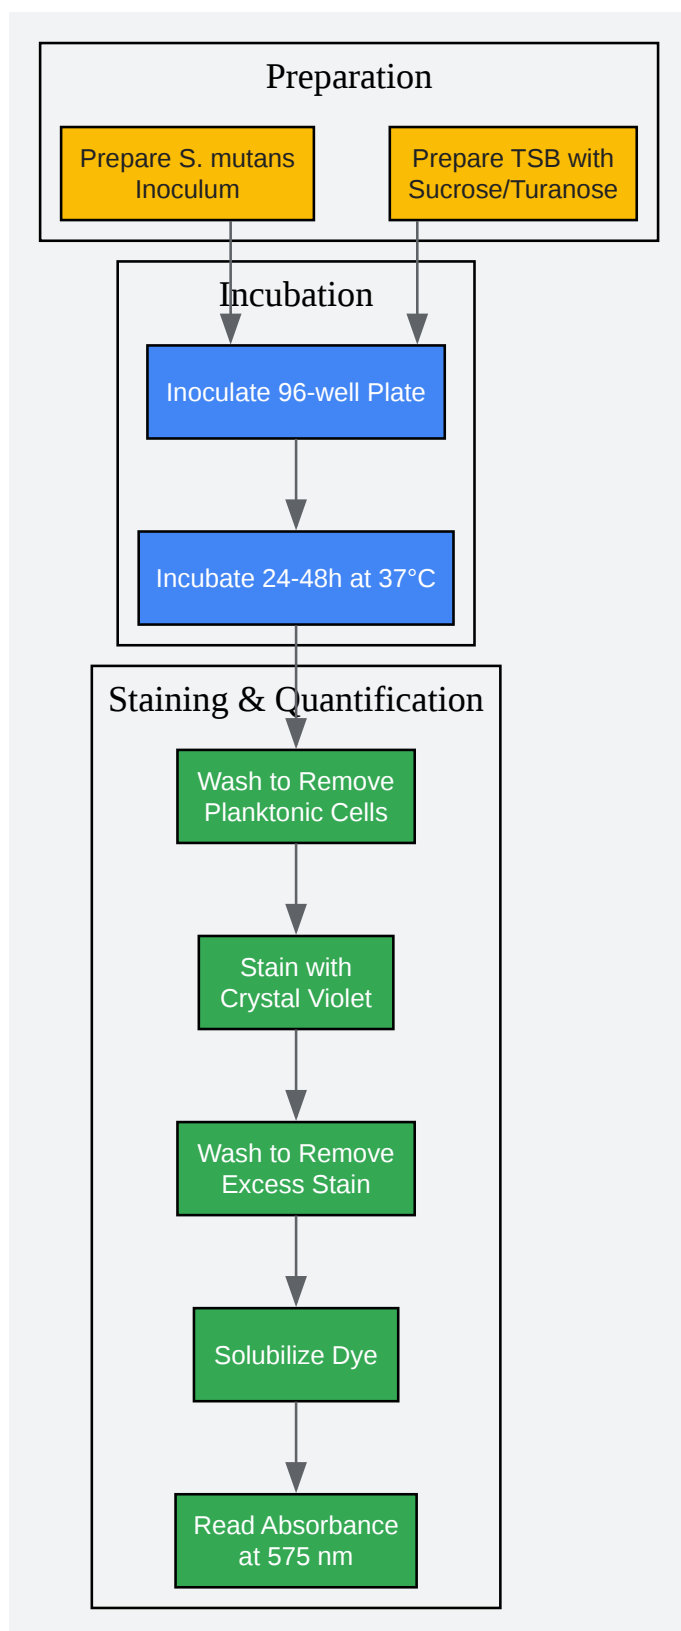 Preparation
Prepare S. mutans
Inoculum
Prepare TSB with
Sucrose/Turanose
Incubation
Inoculate 96-well Plate
Incubate 24-48h at 37°C
Staining & Quantification
Wash to Remove
Planktonic Cells
Stain with
Crystal Violet
Wash to Remove
Excess Stain
Solubilize Dye
Read Absorbance
at 575 nm